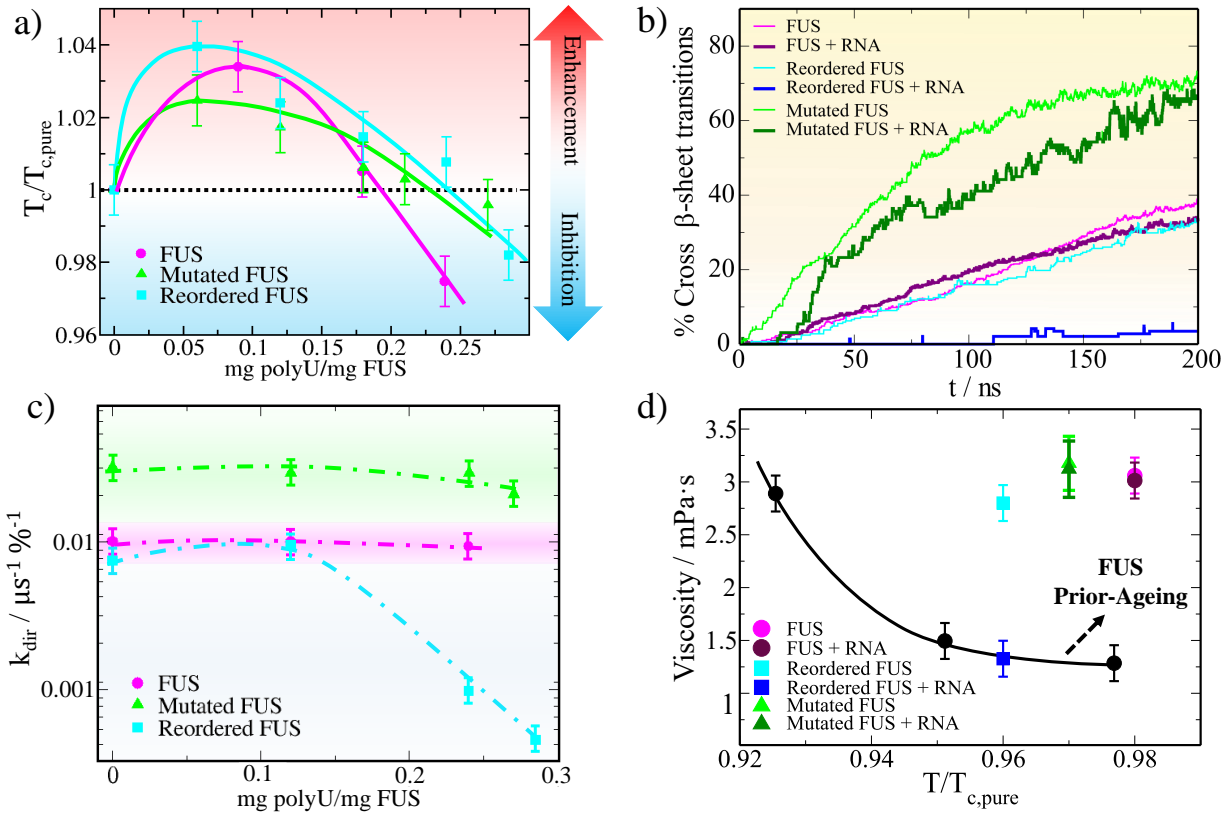 a)
T_c/T_c,pure
1.04
1.02
1
0.98
0.96
0
0.05
0.10
0.15
0.20
0.25
mg polyU/mg FUS
FUS
Mutated FUS
Reordered FUS
Enhancement
Inhibition
b)
% Cross β-sheet transitions
80
60
40
20
0
0
50
100
150
200
t / ns
FUS
FUS + RNA
Reordered FUS
Reordered FUS + RNA
Mutated FUS
Mutated FUS + RNA
c)
k_dir / μs^-1 %^-1
0.01
0.001
0
0.1
0.2
0.3
mg polyU/mg FUS
FUS
Mutated FUS
Reordered FUS
d)
Viscosity / mPa·s
3.5
3
2.5
2
1.5
1
0.92
0.94
0.96
0.98
T/T_c,pure
FUS
Prior-Ageing
FUS
FUS + RNA
Reordered FUS
Reordered FUS + RNA
Mutated FUS
Mutated FUS + RNA